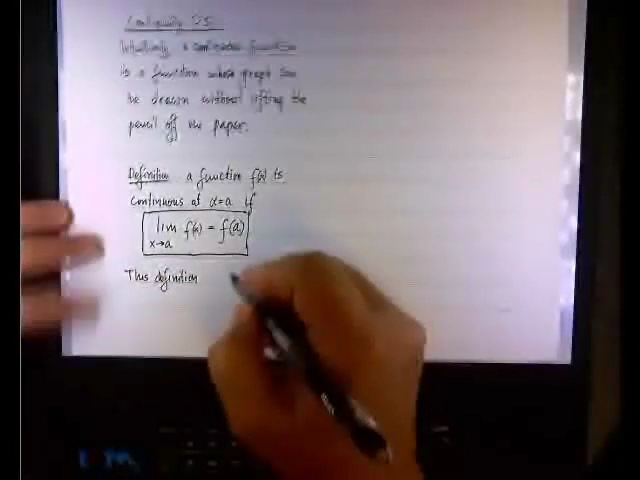 Continuity 2.5
Intuitively, a continuous function
is a function whose graph can
be drawn without lifting the
pencil off the paper.
Definition a function f(x) is
continuous at x=a if
lim f(x) = f(a)
x→a
This definition